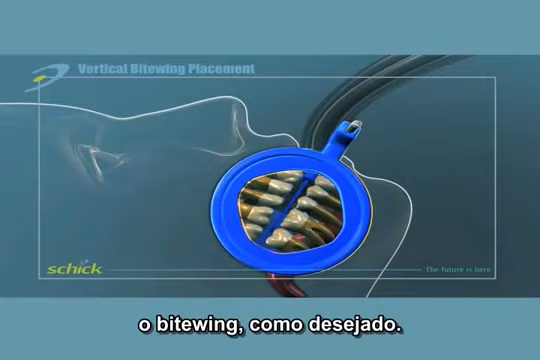 Vertical Bitewing Placement
schick
The future is here
o bitewing, como desejado.